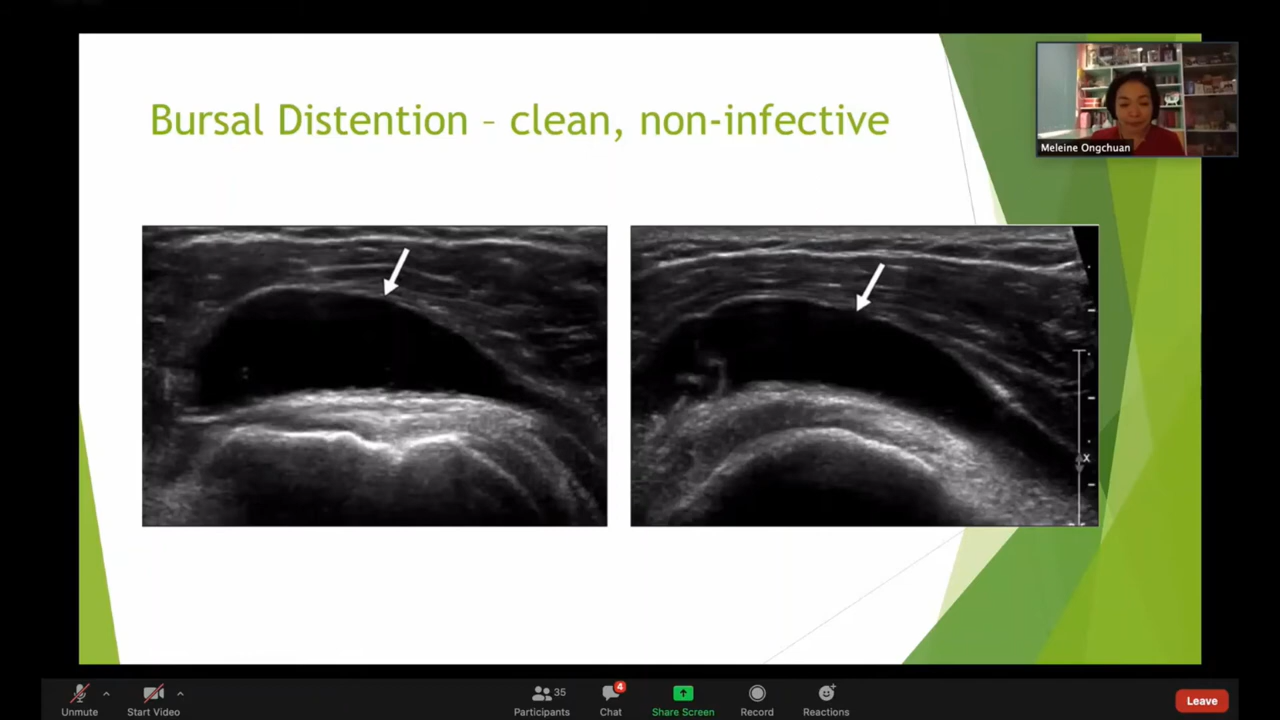 Bursal Distention – clean, non-infective
Meleine Ongchuan
X
Unmute
Start Video
35
Participants
4
Chat
Share Screen
Record
Reactions
Leave